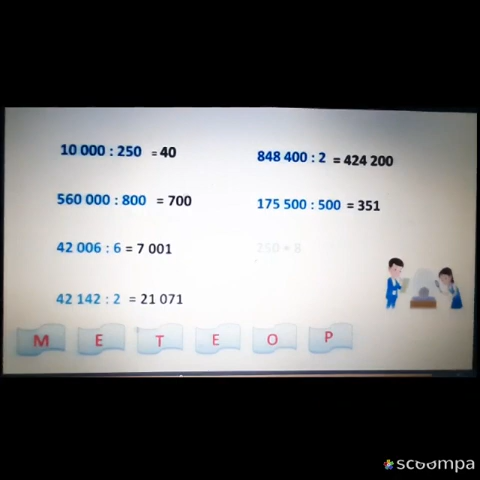 10 000 : 250 = 40
560 000 : 800 = 700
42 006 : 6 = 7 001
42 142 : 2 = 21 071
848 400 : 2 = 424 200
175 500 : 500 = 351
М Е Т Е О Р
scoompa